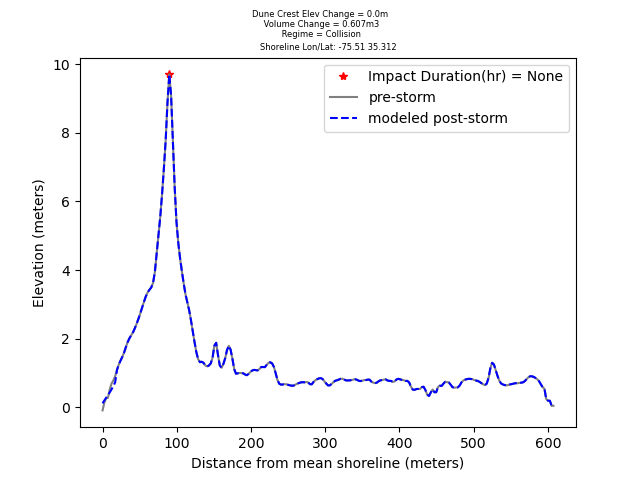 Dune Crest Elev Change = 0.0m
Volume Change = 0.607m3
Regime = Collision
Shoreline Lon/Lat: -75.51 35.312
Impact Duration(hr) = None
pre-storm
modeled post-storm
Elevation (meters)
10
8
6
4
2
0
0 100 200 300 400 500 600
Distance from mean shoreline (meters)